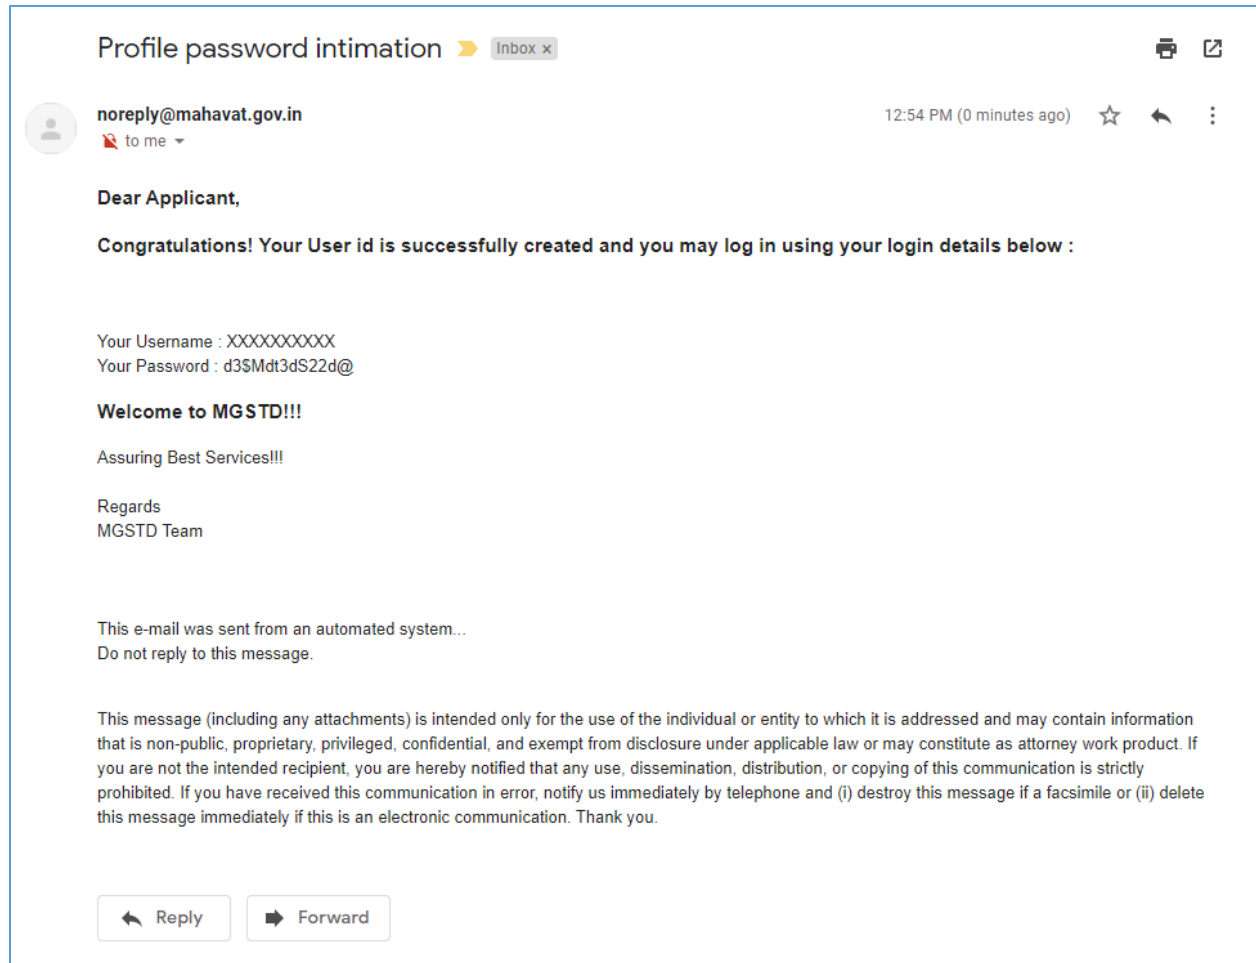 Profile password intimation Inbox x
noreply@mahavat.gov.in 12:54 PM (0 minutes ago)
to me
Dear Applicant,
Congratulations! Your User id is successfully created and you may log in using your login details below :
Your Username : XXXXXXXXXX
Your Password : d3$Mdt3dS22d@
Welcome to MGSTD!!!
Assuring Best Services!!!
Regards
MGSTD Team
This e-mail was sent from an automated system...
Do not reply to this message.
This message (including any attachments) is intended only for the use of the individual or entity to which it is addressed and may contain information
that is non-public, proprietary, privileged, confidential, and exempt from disclosure under applicable law or may constitute as attorney work product. If
you are not the intended recipient, you are hereby notified that any use, dissemination, distribution, or copying of this communication is strictly
prohibited. If you have received this communication in error, notify us immediately by telephone and (i) destroy this message if a facsimile or (ii) delete
this message immediately if this is an electronic communication. Thank you.
Reply Forward